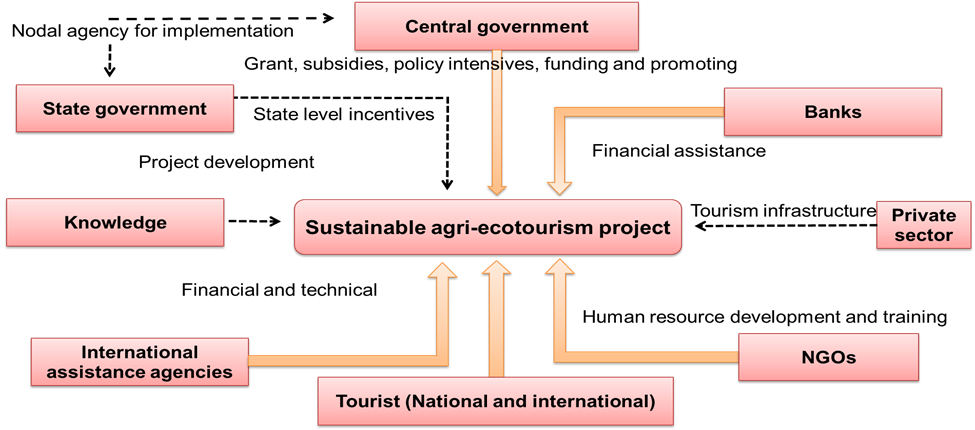 Central government
Nodal agency for implementation
Grant, subsidies, policy intensives, funding and promoting
State government
State level incentives
Banks
Financial assistance
Project development
Knowledge
Sustainable agri-ecotourism project
Tourism infrastructure
Private
sector
Financial and technical
Human resource development and training
International
assistance agencies
NGOs
Tourist (National and international)